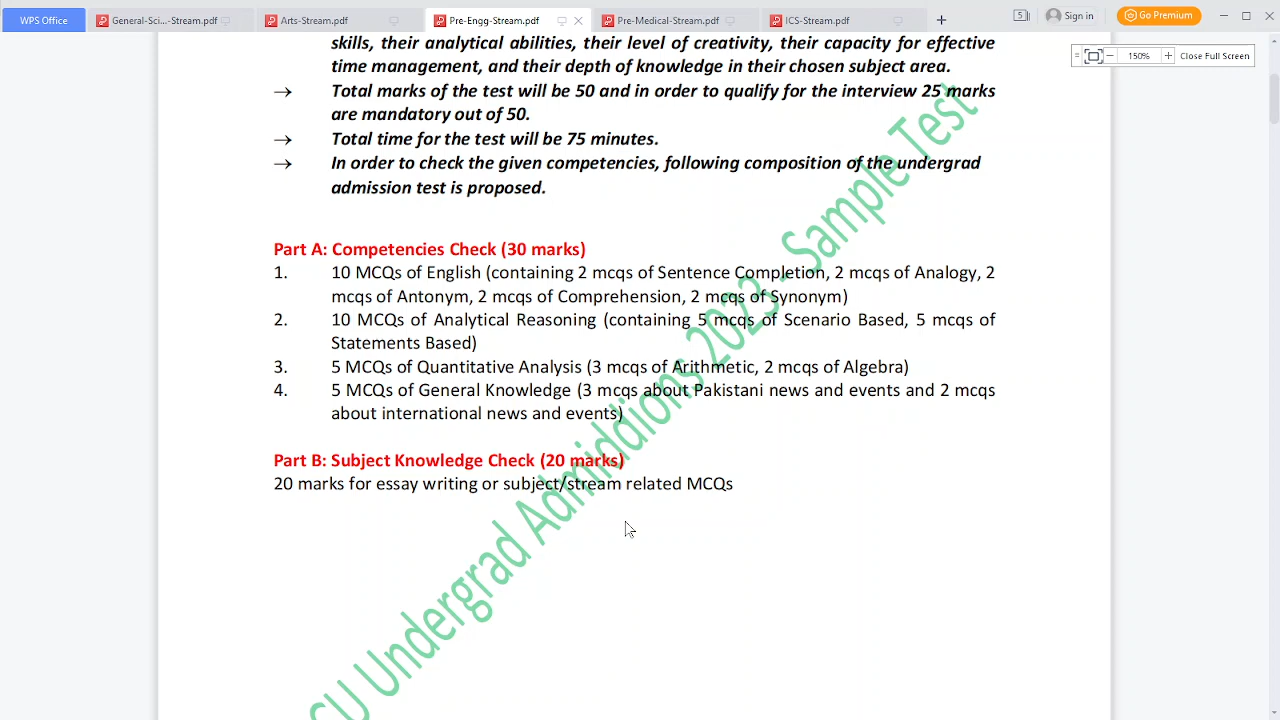 WPS Office
General-Sci...-Stream.pdf
Arts-Stream.pdf
Pre-Engg-Stream.pdf
Pre-Medical-Stream.pdf
ICS-Stream.pdf
5
Sign in
Go Premium
150%
Close Full Screen
skills, their analytical abilities, their level of creativity, their capacity for effective
time management, and their depth of knowledge in their chosen subject area.
→ Total marks of the test will be 50 and in order to qualify for the interview 25 marks
are mandatory out of 50.
→ Total time for the test will be 75 minutes.
→ In order to check the given competencies, following composition of the undergrad
admission test is proposed.
Part A: Competencies Check (30 marks)
1. 10 MCQs of English (containing 2 mcqs of Sentence Completion, 2 mcqs of Analogy, 2
mcqs of Antonym, 2 mcqs of Comprehension, 2 mcqs of Synonym)
2. 10 MCQs of Analytical Reasoning (containing 5 mcqs of Scenario Based, 5 mcqs of
Statements Based)
3. 5 MCQs of Quantitative Analysis (3 mcqs of Arithmetic, 2 mcqs of Algebra)
4. 5 MCQs of General Knowledge (3 mcqs about Pakistani news and events and 2 mcqs
about international news and events)
Part B: Subject Knowledge Check (20 marks)
20 marks for essay writing or subject/stream related MCQs
CU Undergrad Admiddions 2023 - Sample Test